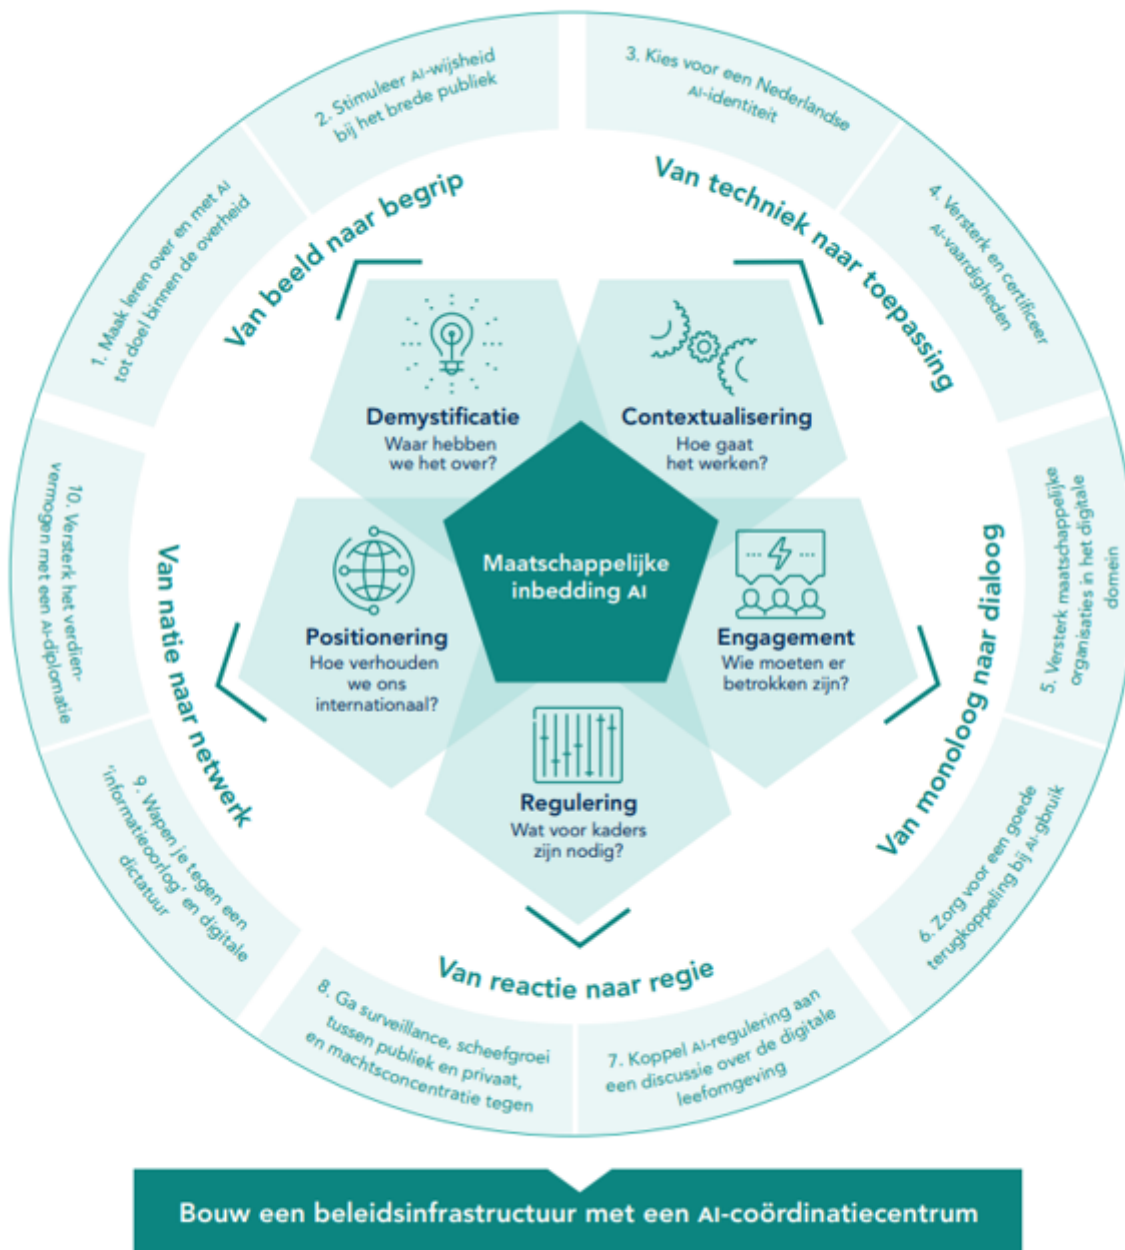 1. Maak leren over en met AI
tot doel binnen de overheid
2. Stimuleer AI-wijsheid
bij het brede publiek
3. Kies voor een Nederlandse
AI-identiteit
4. Versterk en certificeer
AI-vaardigheden
5. Versterk maatschappelijke
organisaties in het digitale
domein
6. Zorg voor een goede
terugkoppeling bij AI-gbruik
7. Koppel AI-regulering aan
een discussie over de digitale
leefomgeving
8. Ga surveillance, scheefgroei
tussen publiek en privaat,
en machtsconcentratie tegen
9. Wapen je tegen een
"informatieoorlog' en digitale
dictatuur
10. Versterk het verdien-
vermogen met een AI-diplomatie
Van beeld naar begrip
Van techniek naar toepassing
Van monoloog naar dialoog
Van reactie naar regie
Van natie naar netwerk
Demystificatie
Waar hebben
we het over?
Contextualisering
Hoe gaat
het werken?
Engagement
Wie moeten er
betrokken zijn?
Regulering
Wat voor kaders
zijn nodig?
Positionering
Hoe verhouden
we ons
internationaal?
Maatschappelijke
inbedding AI
Bouw een beleidsinfrastructuur met een AI-coördinatiecentrum